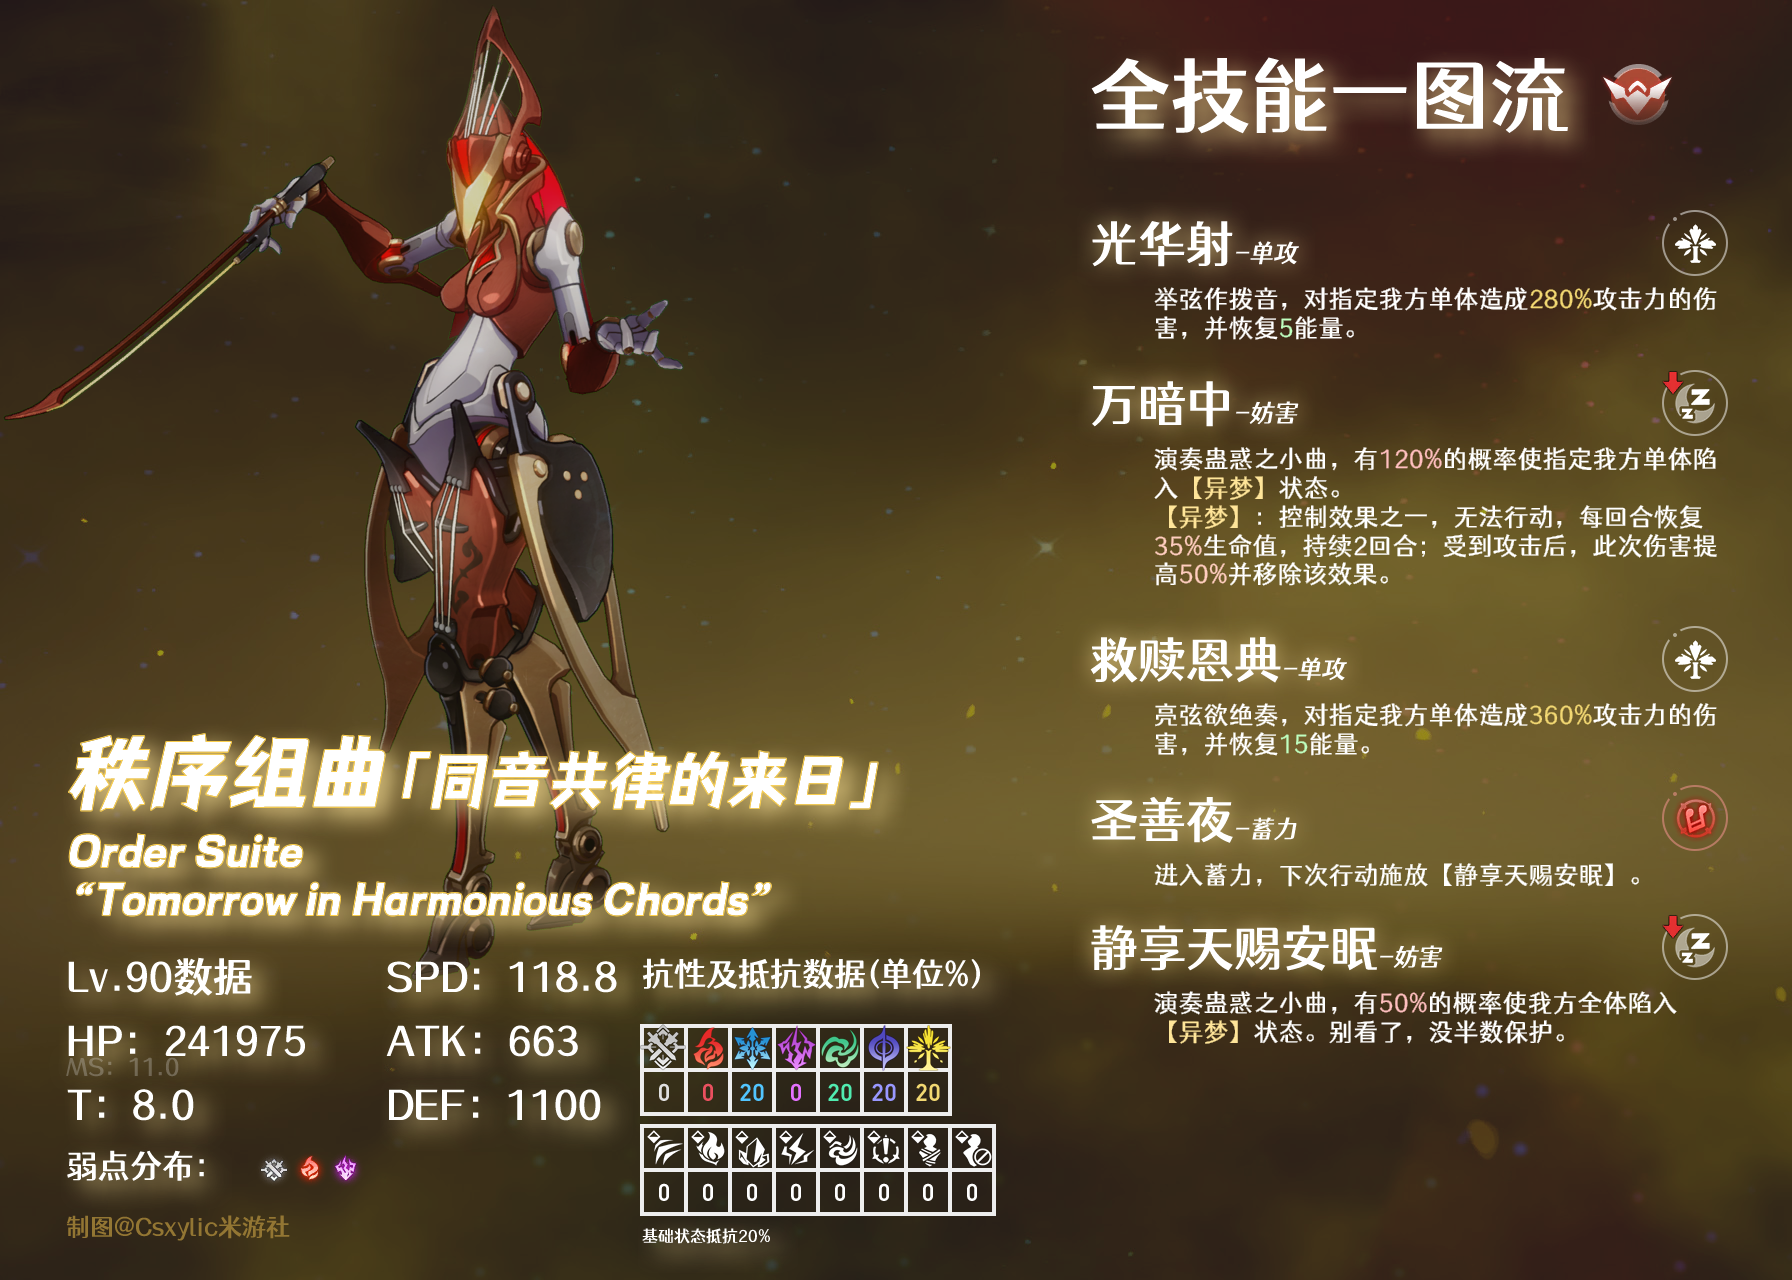 全技能一图流
光华射-单攻
举弦作拨音，对指定我方单体造成280%攻击力的伤
害，并恢复5能量。
万暗中-妨害
演奏蛊惑之小曲，有120%的概率使指定我方单体陷
入【异梦】状态。
【异梦】：控制效果之一，无法行动，每回合恢复
35%生命值，持续2回合；受到攻击后，此次伤害提
高50%并移除该效果。
救赎恩典-单攻
亮弦欲绝奏，对指定我方单体造成360%攻击力的伤
害，并恢复15能量。
圣善夜-蓄力
进入蓄力，下次行动施放【静享天赐安眠】。
静享天赐安眠-妨害
演奏蛊惑之小曲，有50%的概率使我方全体陷入
【异梦】状态。别看了，没半数保护。
秩序组曲「同音共律的来日」
Order Suite
“Tomorrow in Harmonious Chords”
Lv.90数据
SPD：118.8
HP：241975
ATK：663
MS：11.0
T：8.0
DEF：1100
弱点分布：
制图@Csxylic米游社
抗性及抵抗数据(单位%)
0 0 20 0 20 20 20
0 0 0 0 0 0 0 0
基础状态抵抗20%